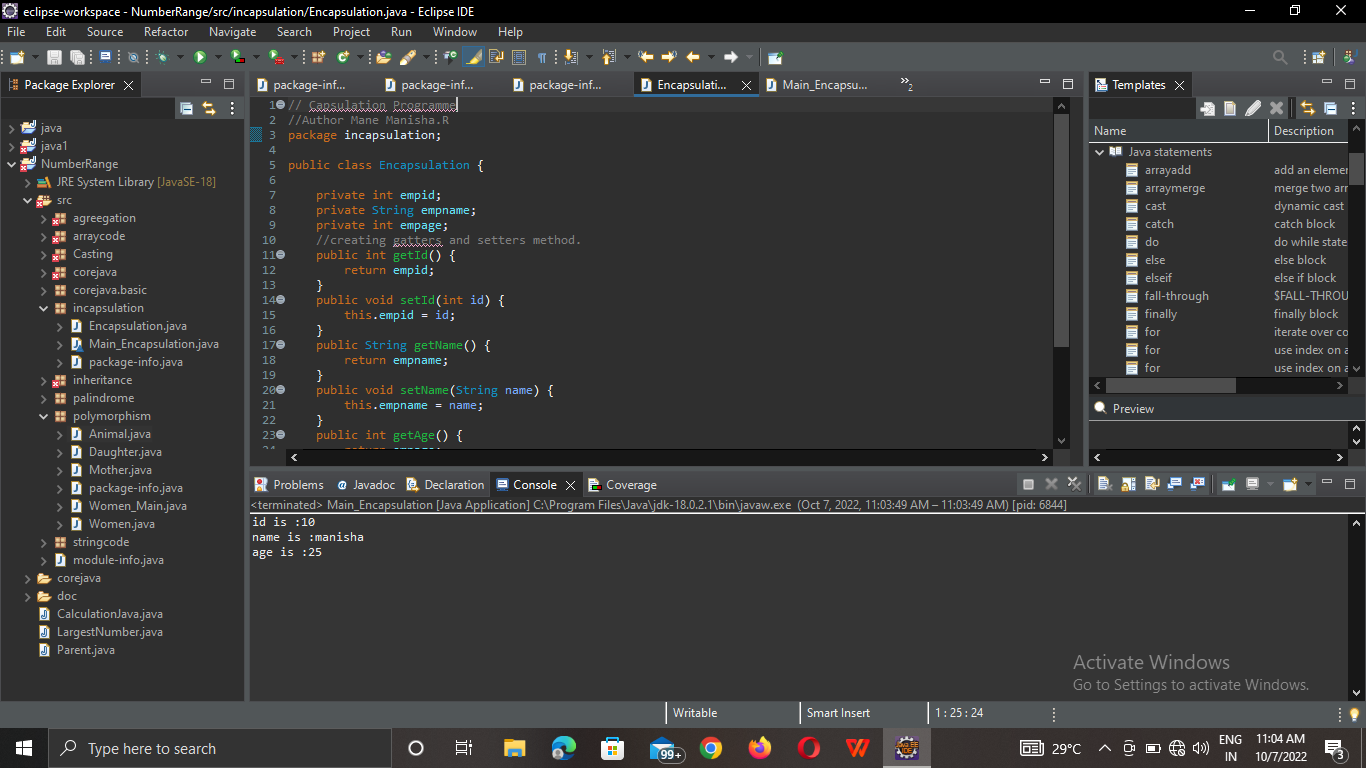 eclipse-workspace - NumberRange/src/incapsulation/Encapsulation.java - Eclipse IDE
File Edit Source Refactor Navigate Search Project Run Window Help
Package Explorer
package-inf...
package-inf...
package-inf...
Encapsulati...
Main_Encapsu...
2
Templates
java
java1
NumberRange
JRE System Library [JavaSE-18]
src
agreegation
arraycode
Casting
corejava
corejava.basic
incapsulation
Encapsulation.java
Main_Encapsulation.java
package-info.java
inheritance
palindrome
polymorphism
Animal.java
Daughter.java
Mother.java
package-info.java
Women_Main.java
Women.java
stringcode
module-info.java
corejava
doc
CalculationJava.java
LargestNumber.java
Parent.java
1 // Capsulation Programme
2 //Author Mane Manisha.R
3 package incapsulation;
4
5 public class Encapsulation {
6
7 private int empid;
8 private String empname;
9 private int empage;
10 //creating gatters and setters method.
11 public int getId() {
12 return empid;
13 }
14 public void setId(int id) {
15 this.empid = id;
16 }
17 public String getName() {
18 return empname;
19 }
20 public void setName(String name) {
21 this.empname = name;
22 }
23 public int getAge() {
Name Description
Java statements
arrayadd add an elemer
arraymerge merge two arr
cast dynamic cast
catch catch block
do do while state
else else block
elseif else if block
fall-through $FALL-THROU
finally finally block
for iterate over co
for use index on a
for use index on a
Preview
Problems Javadoc Declaration Console Coverage
<terminated> Main_Encapsulation [Java Application] C:\Program Files\Java\jdk-18.0.2.1\bin\javaw.exe (Oct 7, 2022, 11:03:49 AM – 11:03:49 AM) [pid: 6844]
id is :10
name is :manisha
age is :25
Activate Windows
Go to Settings to activate Windows.
Writable Smart Insert 1 : 25 : 24
Type here to search
99+
29°C
ENG
IN
11:04 AM
10/7/2022
3